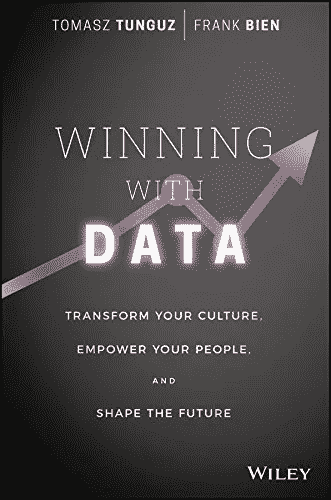 TOMASZ TUNGUZ | FRANK BIEN
WINNING
WITH
DATA
TRANSFORM YOUR CULTURE,
EMPOWER YOUR PEOPLE,
AND
SHAPE THE FUTURE
WILEY